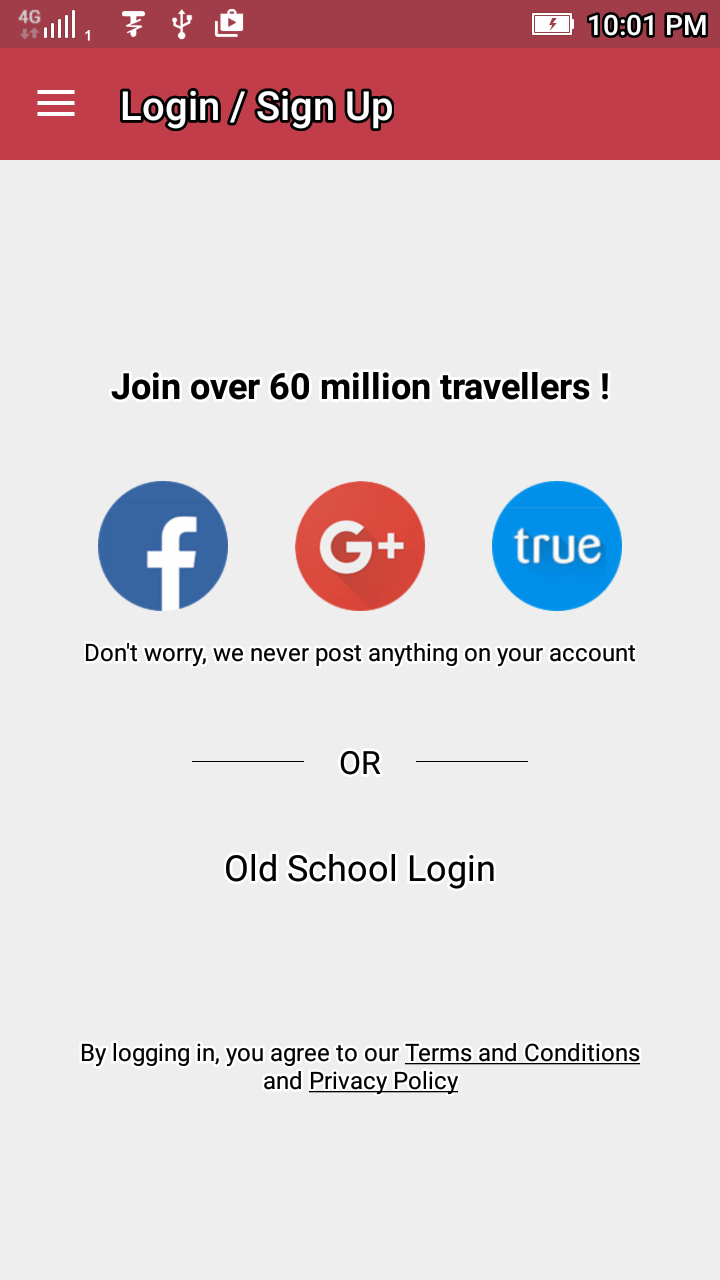 4G 1 10:01 PM
Login / Sign Up
Join over 60 million travellers !
f G+ true
Don't worry, we never post anything on your account
OR
Old School Login
By logging in, you agree to our Terms and Conditions
and Privacy Policy